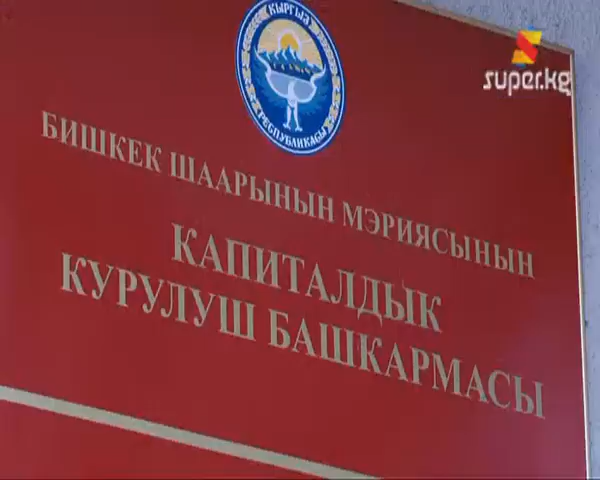 super.kg
КЫРГЫЗ
РЕСПУБЛИКАСЫ
БИШКЕК ШААРЫНЫН МЭРИЯСЫНЫН
КАПИТАЛДЫК
КУРУЛУШ БАШКАРМАСЫ